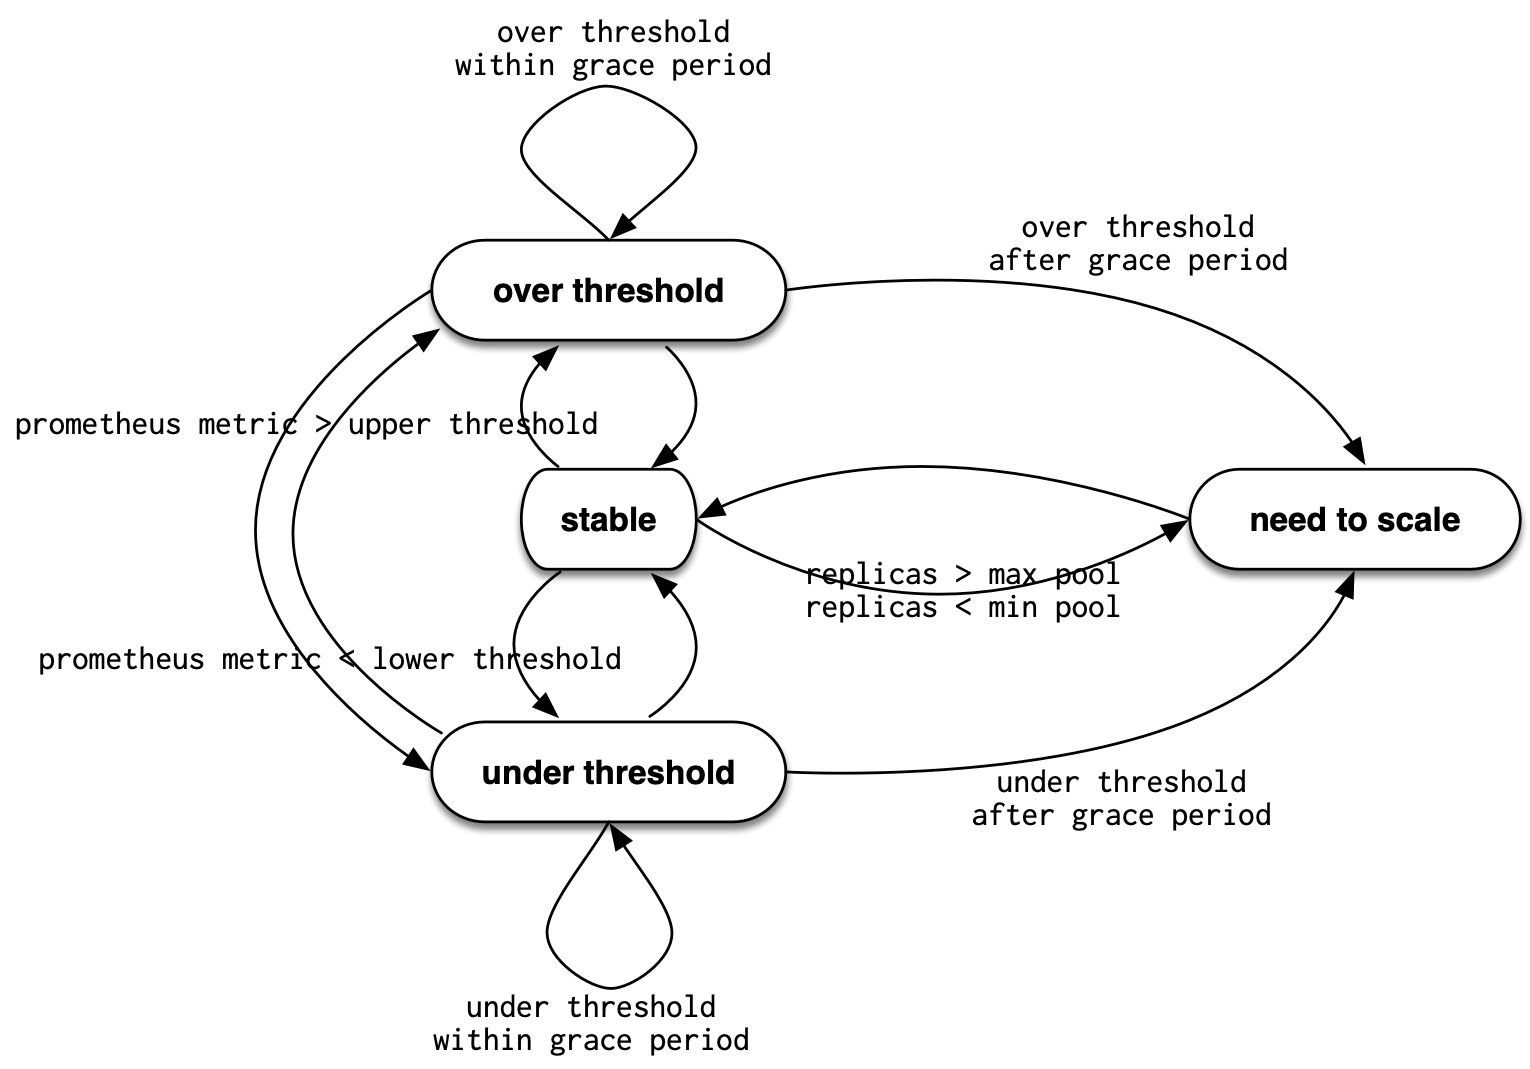 over threshold
within grace period
over threshold
after grace period
over threshold
prometheus metric > upper threshold
stable
need to scale
replicas > max pool
replicas < min pool
prometheus metric < lower threshold
under threshold
under threshold
after grace period
under threshold
within grace period